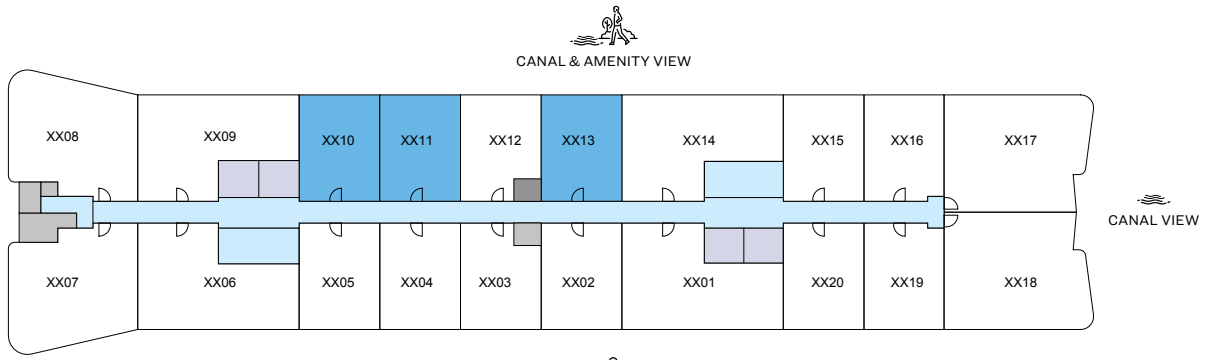 CANAL & AMENITY VIEW
XX08
XX09
XX10
XX11
XX12
XX13
XX14
XX15
XX16
XX17
CANAL VIEW
XX07
XX06
XX05
XX04
XX03
XX02
XX01
XX20
XX19
XX18